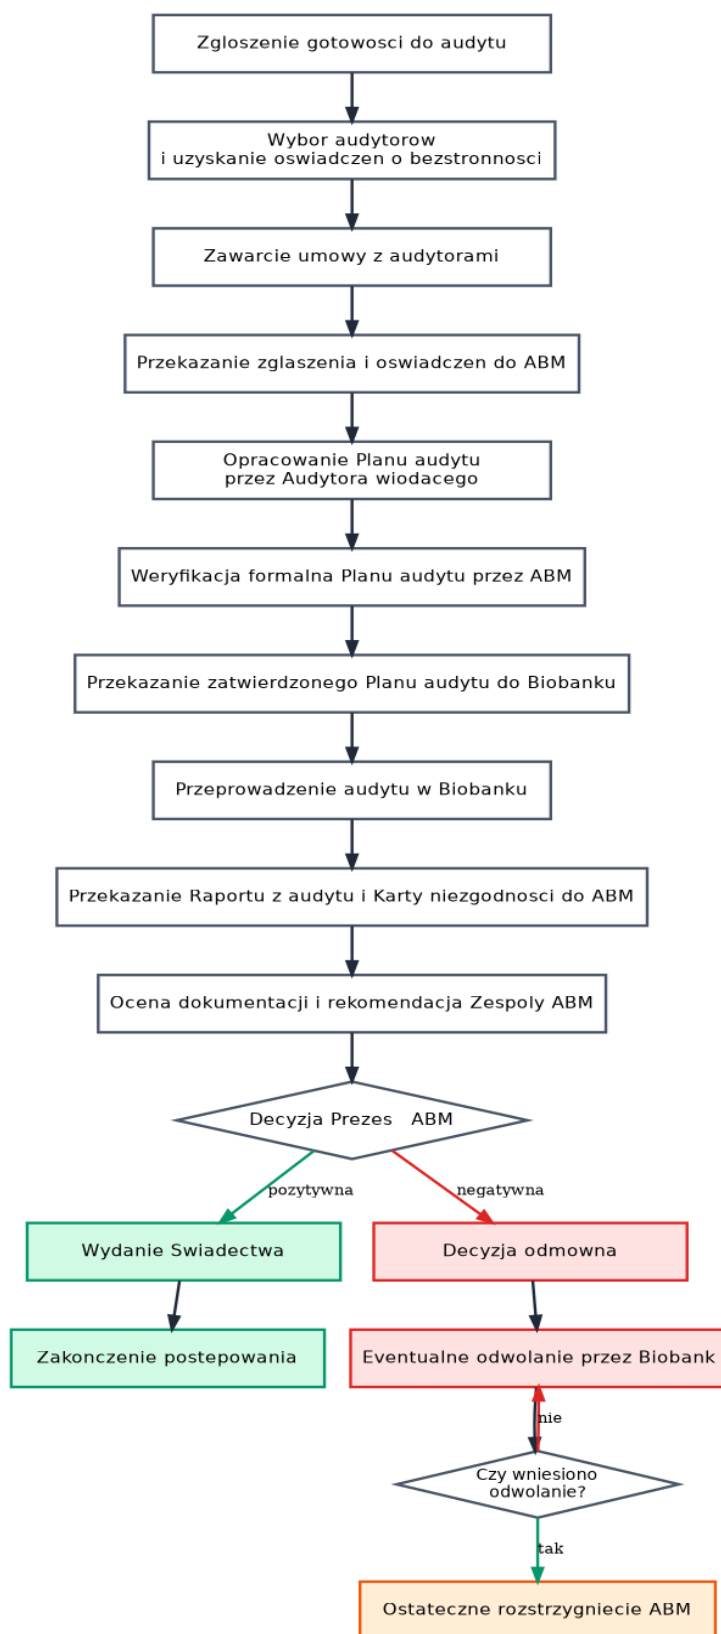 Zgloszenie gotowosci do audytu
Wybor audytorow
i uzyskanie oswiadczen o bezstronnosci
Zawarcie umowy z audytorami
Przekazanie zglaszenia i oswiadczen do ABM
Opracowanie Planu audytu
przez Audytora wiodacego
Weryfikacja formalna Planu audytu przez ABM
Przekazanie zatwierdzonego Planu audytu do Biobanku
Przeprowadzenie audytu w Biobanku
Przekazanie Raportu z audytu i Karty niezgodnosci do ABM
Ocena dokumentacji i rekomendacja Zespoly ABM
Decyzja Prezes ABM
pozytywna
negatywna
Wydanie Swiadectwa
Decyzja odmowna
Zakonczenie postepowania
Eventualne odwolanie przez Biobank
nie
Czy wniesiono
odwolanie?
tak
Ostateczne rozstrzygniecie ABM